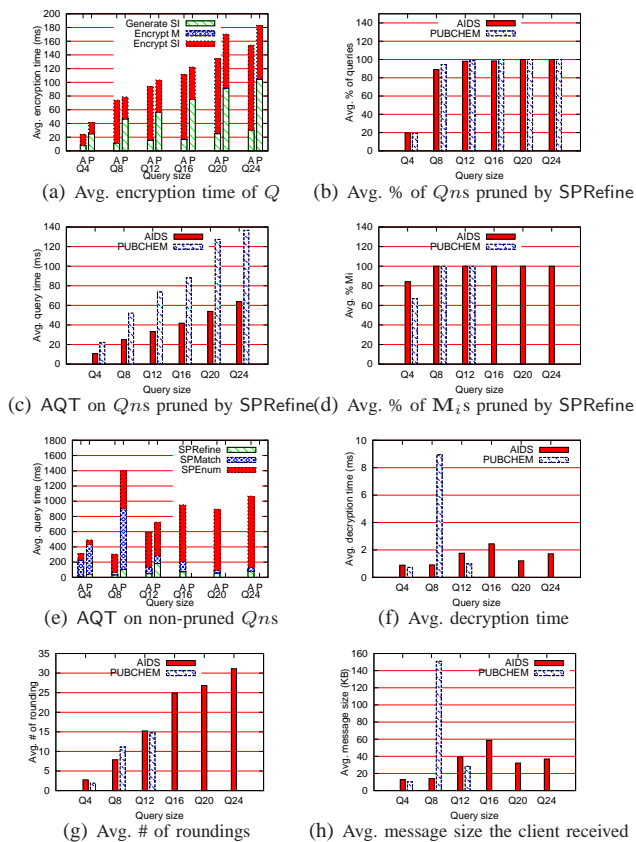 Avg. encryption time (ms)
200
180
160
140
120
100
80
60
40
20
0
Generate SI
Encrypt M
Encrypt SI
A P A P A P A P A P A P
Q4 Q8 Q12 Q16 Q20 Q24
Query size
(a) Avg. encryption time of Q
Avg. % of queries
140
120
100
80
60
40
20
0
AIDS
PUBCHEM
Q4 Q8 Q12 Q16 Q20 Q24
Query size
(b) Avg. % of Qns pruned by SPRefine
Avg. query time (ms)
140
120
100
80
60
40
20
0
AIDS
PUBCHEM
Q4 Q8 Q12 Q16 Q20 Q24
Query size
(c) AQT on Qns pruned by SPRefine
Avg. % Mi
140
120
100
80
60
40
20
0
AIDS
PUBCHEM
Q4 Q8 Q12 Q16 Q20 Q24
Query size
(d) Avg. % of Mᵢs pruned by SPRefine
Avg. query time (ms)
1800
1600
1400
1200
1000
800
600
400
200
0
SPRefine
SPMatch
SPEnum
A P A P A P A P A P A P
Q4 Q8 Q12 Q16 Q20 Q24
Query size
(e) AQT on non-pruned Qns
Avg. decryption time (ms)
10
8
6
4
2
0
AIDS
PUBCHEM
Q4 Q8 Q12 Q16 Q20 Q24
Query size
(f) Avg. decryption time
Avg. # of rounding
35
30
25
20
15
10
5
0
AIDS
PUBCHEM
Q4 Q8 Q12 Q16 Q20 Q24
Query size
(g) Avg. # of roundings
Avg. message size (KB)
160
140
120
100
80
60
40
20
0
AIDS
PUBCHEM
Q4 Q8 Q12 Q16 Q20 Q24
Query size
(h) Avg. message size the client received